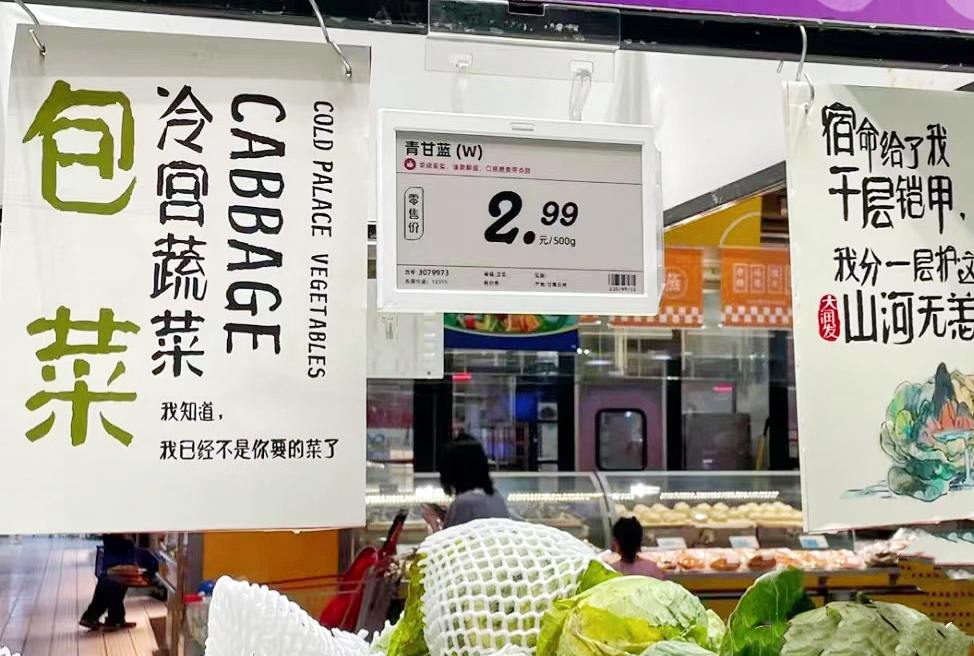 包菜
冷宫蔬菜
CABBAGE
COLD PALACE VEGETABLES
我知道,
我已经不是你要的菜了
青甘蓝 (W)
零售价
2.99
元/500g
3079973
宿命给了我
千层铠甲,
我分一层护
山河无恙
大润发